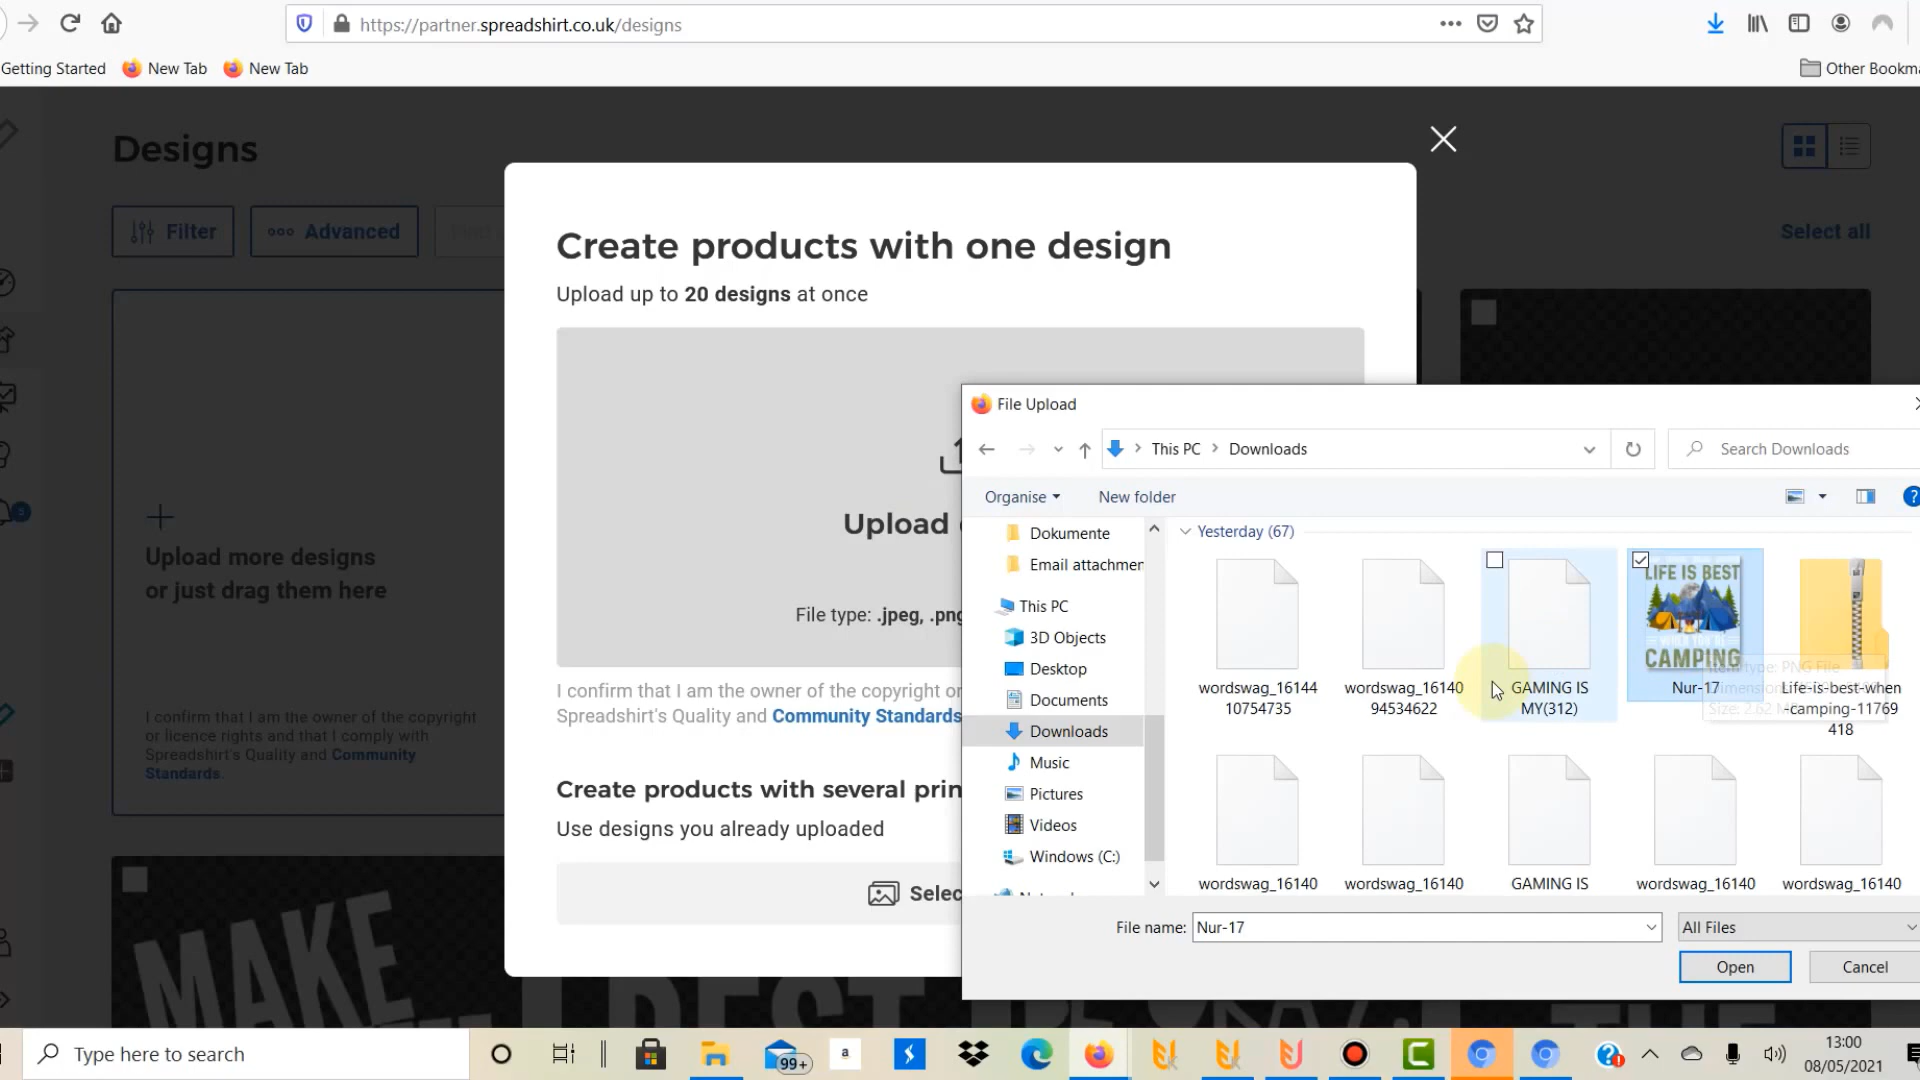 https://partner.spreadshirt.co.uk/designs
Getting Started
New Tab
New Tab
Other Bookma
Designs
Filter
Advanced
Select all
Create products with one design
Upload up to 20 designs at once
Upload
File type: .jpeg, .png
I confirm that I am the owner of the copyright or
Spreadshirt's Quality and Community Standards
Create products with several prin
Use designs you already uploaded
Selec
Upload more designs
or just drag them here
I confirm that I am the owner of the copyright
or licence rights and that I comply with
Spreadshirt's Quality and Community
Standards.
File Upload
This PC
Downloads
Search Downloads
Organise
New folder
Dokumente
Email attachmen
This PC
3D Objects
Desktop
Documents
Downloads
Music
Pictures
Videos
Windows (C:)
Yesterday (67)
LIFE IS BEST
WHEN YOU'RE
CAMPING
wordswag_16144
10754735
wordswag_16140
94534622
GAMING IS
MY(312)
Nur-17
Life-is-best-when
-camping-11769
418
wordswag_16140
wordswag_16140
GAMING IS
wordswag_16140
wordswag_16140
File name:
Nur-17
All Files
Open
Cancel
MAKE
BEST
THE
Type here to search
99+
a
13:00
08/05/2021